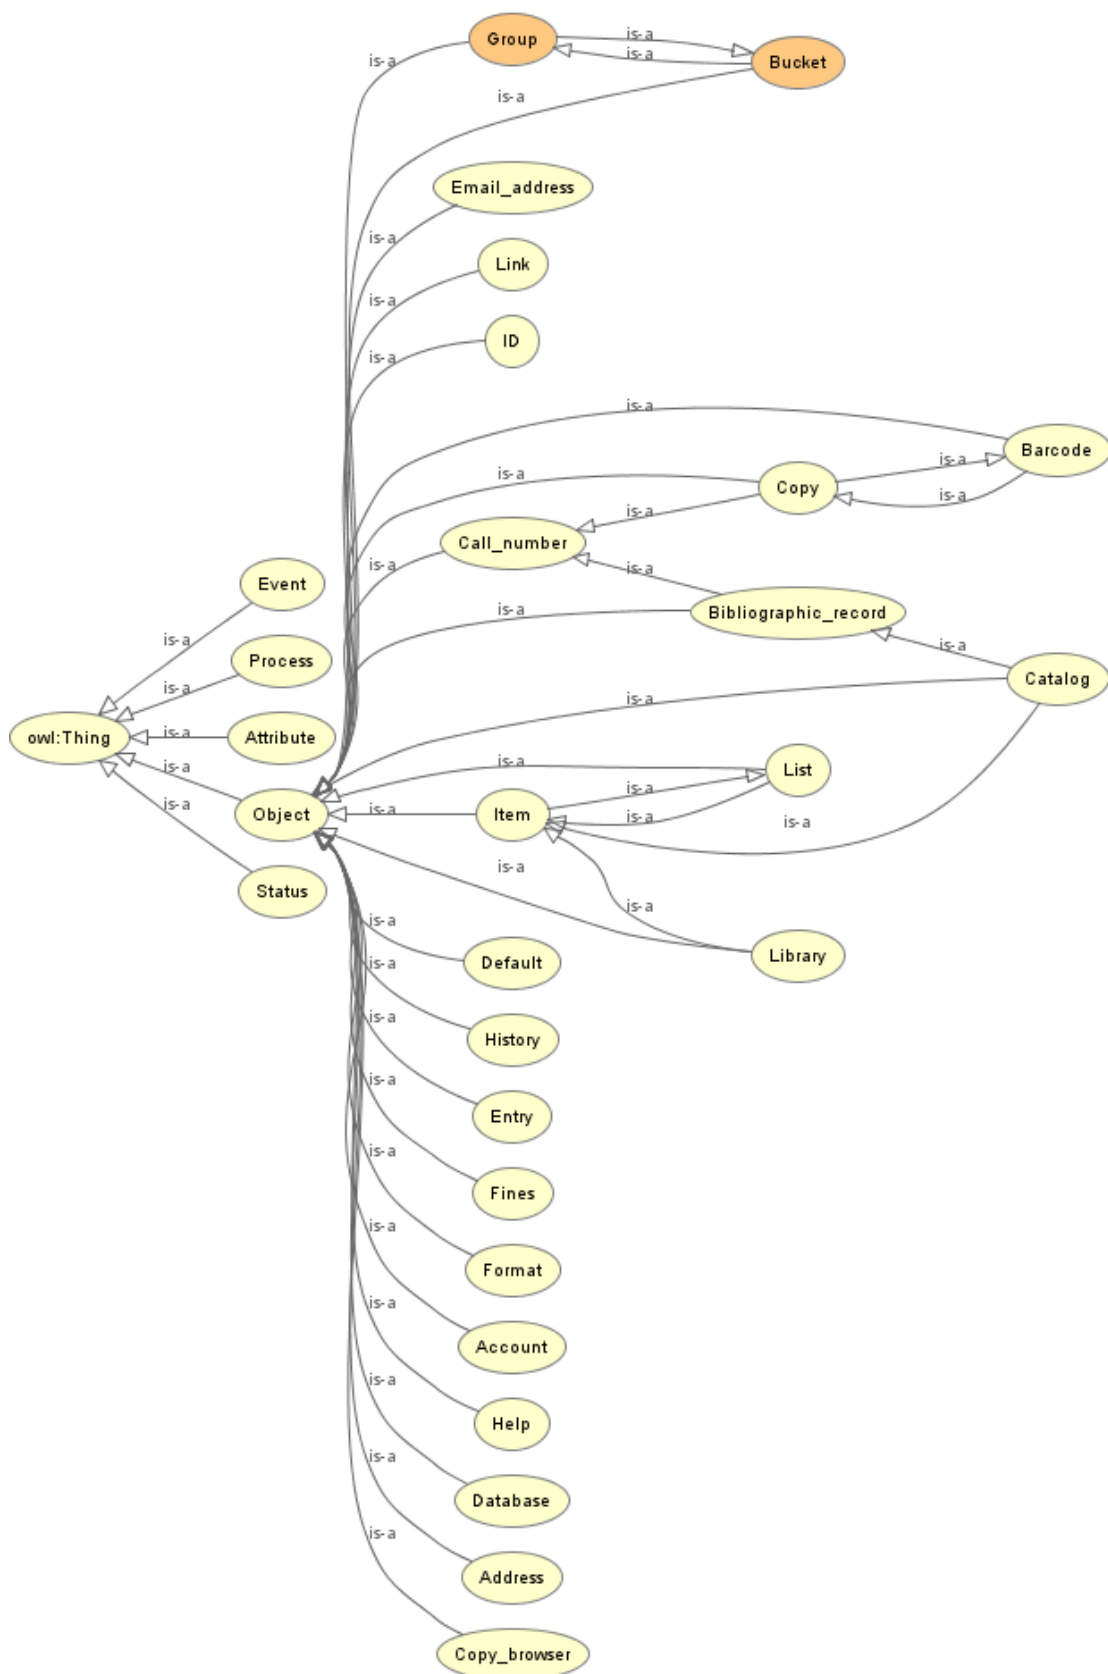 Group
is-a
is-a
Bucket
is-a
is-a
Email_address
is-a
Link
is-a
ID
is-a
is-a
Barcode
is-a
is-a
Copy
is-a
is-a
Call_number
is-a
is-a
Event
Bibliographic_record
is-a
is-a
is-a
Process
Catalog
is-a
is-a
owl:Thing
is-a
Attribute
is-a
is-a
List
is-a
is-a
Object
is-a
Item
is-a
is-a
is-a
Status
is-a
is-a
Library
Default
is-a
History
is-a
Entry
is-a
Fines
is-a
Format
is-a
Account
is-a
Help
is-a
Database
is-a
Address
is-a
Copy_browser